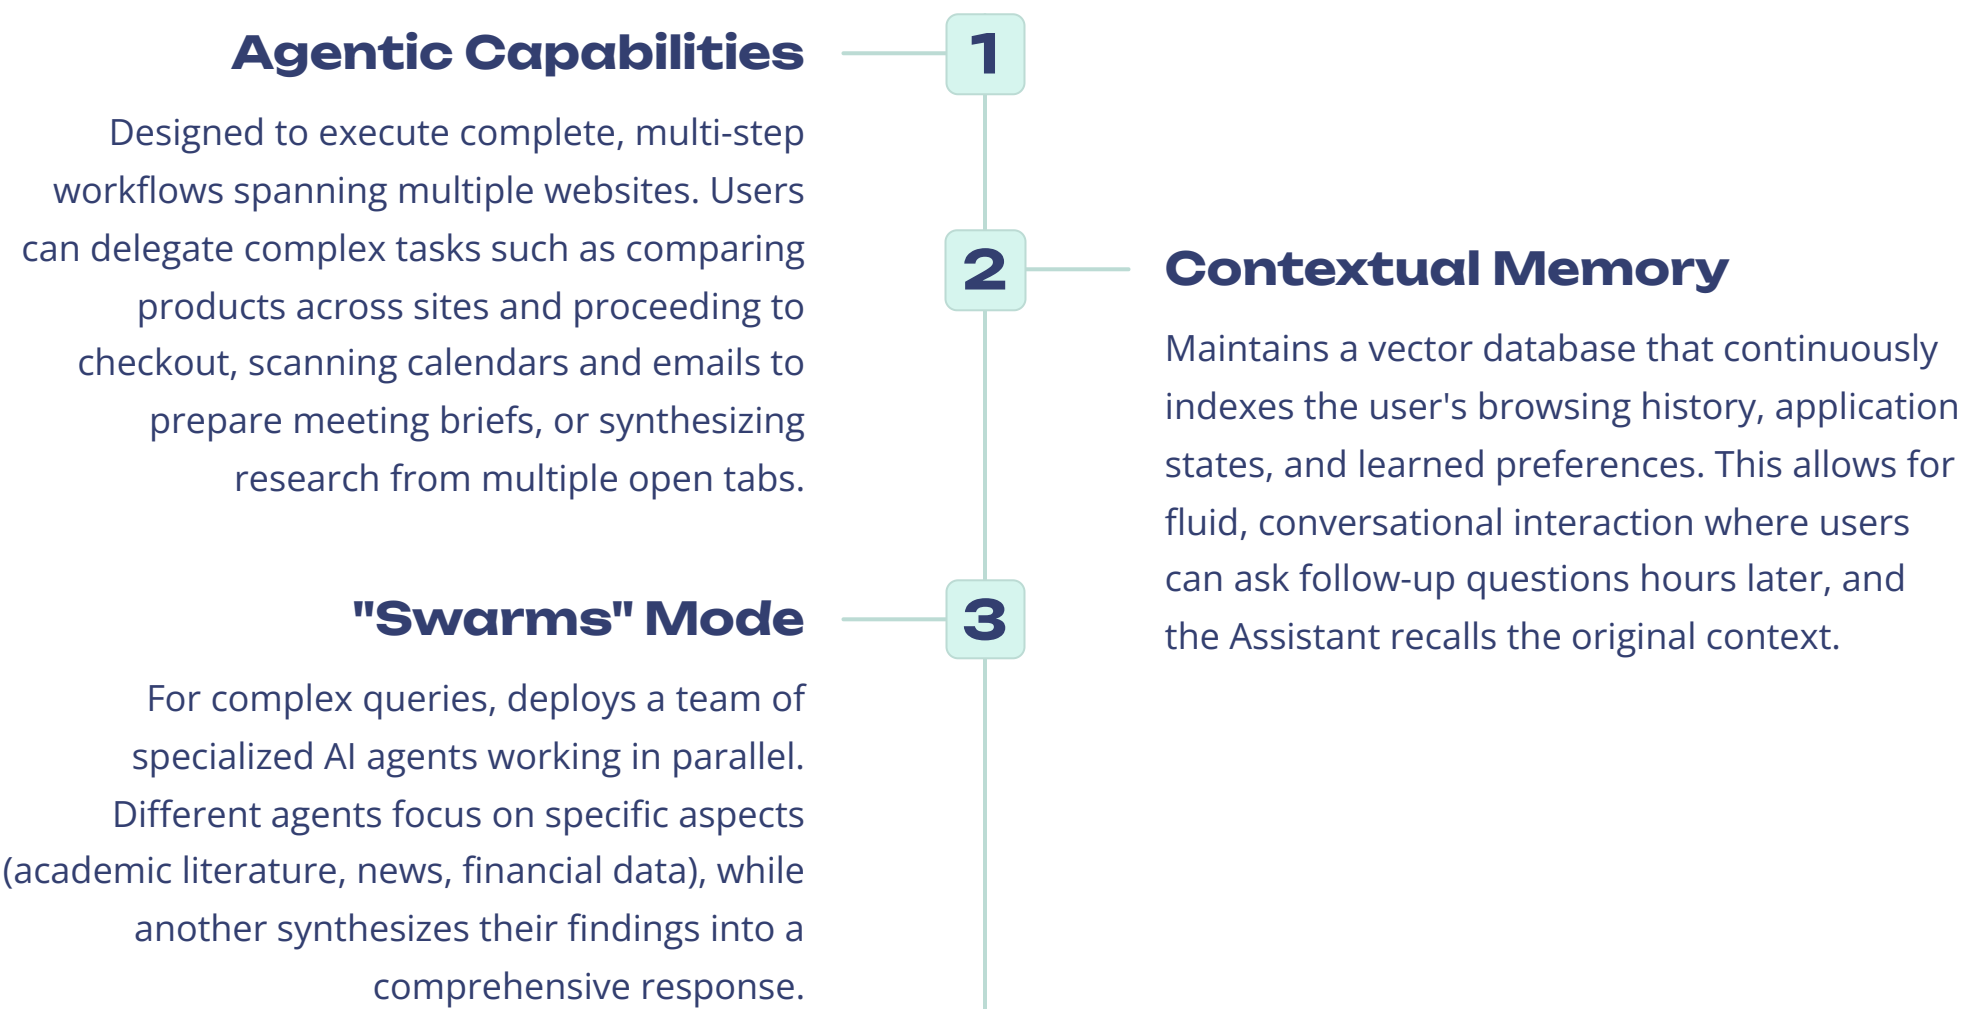 Agentic Capabilities
1
Designed to execute complete, multi-step
workflows spanning multiple websites. Users
can delegate complex tasks such as comparing
products across sites and proceeding to
checkout, scanning calendars and emails to
prepare meeting briefs, or synthesizing
research from multiple open tabs.
2
Contextual Memory
Maintains a vector database that continuously
indexes the user's browsing history, application
states, and learned preferences. This allows for
fluid, conversational interaction where users
can ask follow-up questions hours later, and
the Assistant recalls the original context.
"Swarms" Mode
3
For complex queries, deploys a team of
specialized AI agents working in parallel.
Different agents focus on specific aspects
(academic literature, news, financial data), while
another synthesizes their findings into a
comprehensive response.